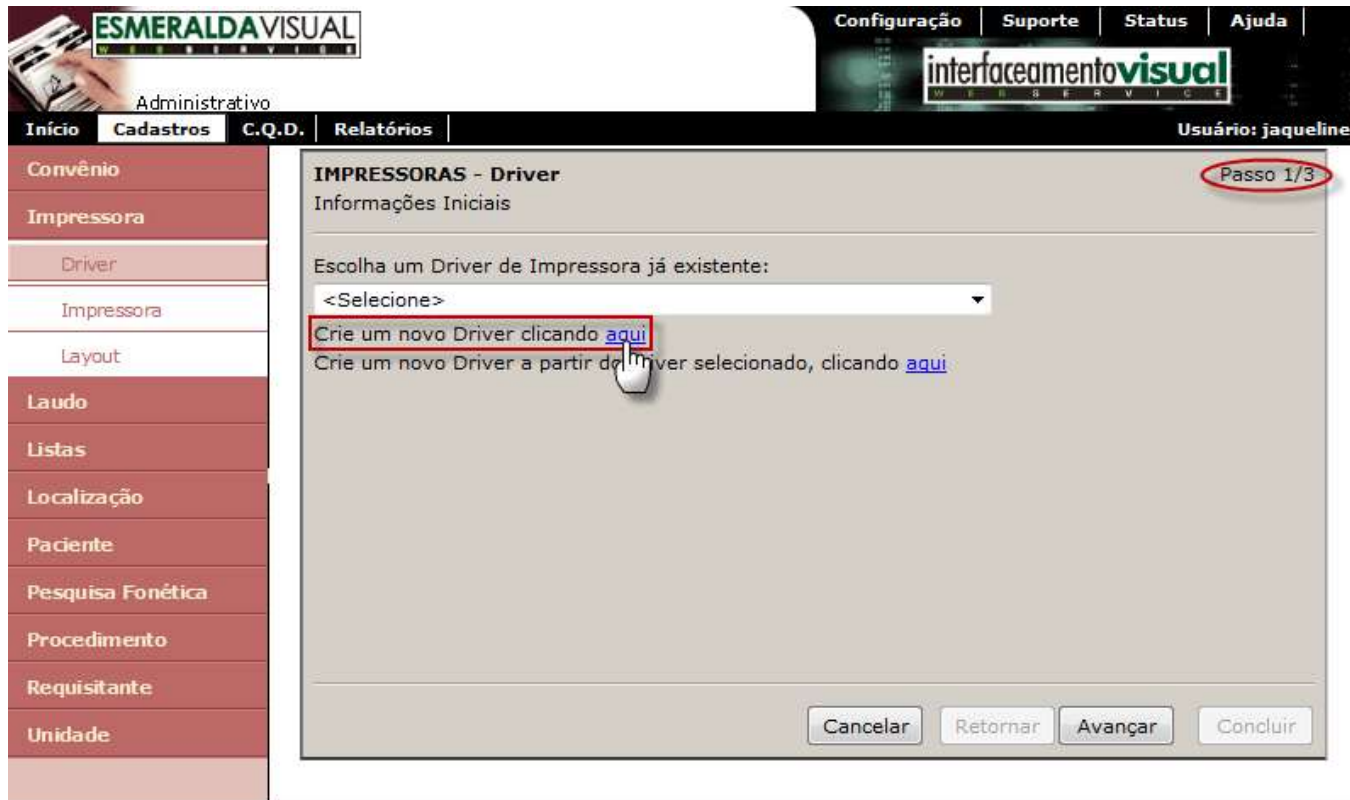 ESMERALDAVISUAL
WEBSERVICE
Administrativo
Configuração Suporte Status Ajuda
interfaceamentovisual
WEBSERVICE
Início Cadastros C.Q.D. Relatórios Usuário: jaqueline
Convênio
Impressora
Driver
Impressora
Layout
Laudo
Listas
Localização
Paciente
Pesquisa Fonética
Procedimento
Requisitante
Unidade
IMPRESSORAS - Driver Passo 1/3
Informações Iniciais
Escolha um Driver de Impressora já existente:
<Selecione>
Crie um novo Driver clicando aqui
Crie um novo Driver a partir do Driver selecionado, clicando aqui
Cancelar Retornar Avançar Concluir